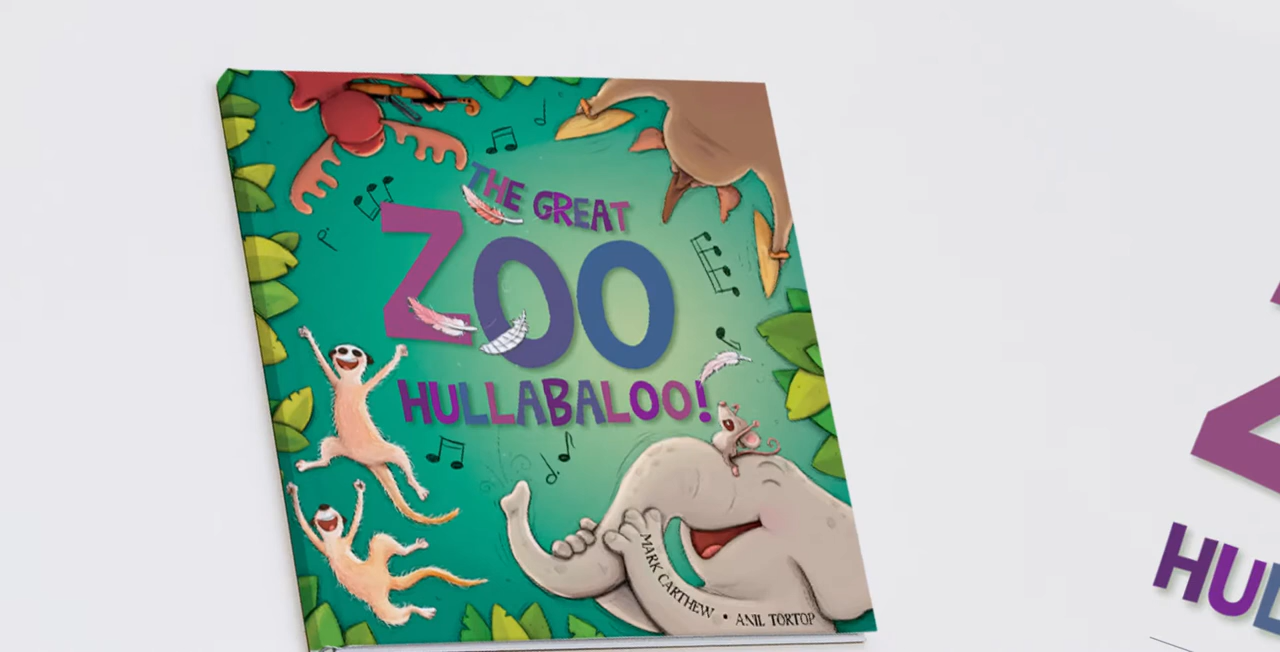 THE GREAT
ZOO
HULLABALOO!
MARK CARTHEW • ANIL TORTOP
Z
HUL